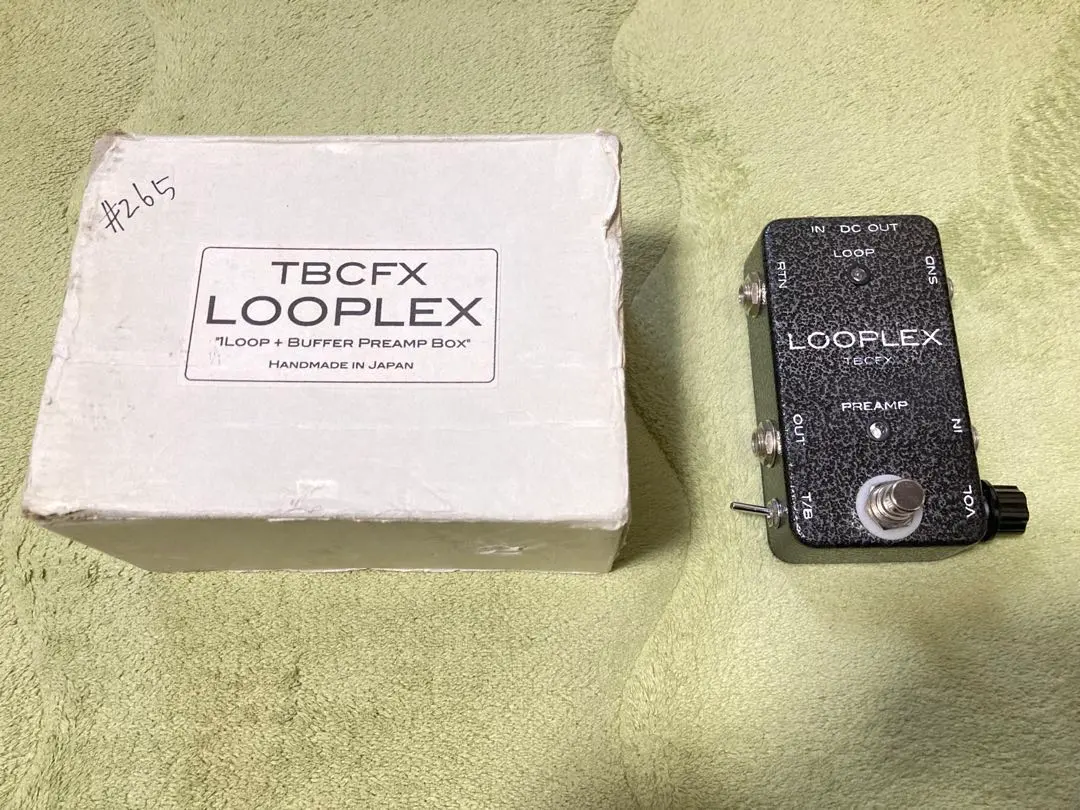 #265
TBCFX
LOOPLEX
"1LOOP + BUFFER PREAMP BOX"
HANDMADE IN JAPAN
IN DC OUT
LOOP
RTN
SND
LOOPLEX
TBCFX
PREAMP
OUT
IN
T/B
VOL